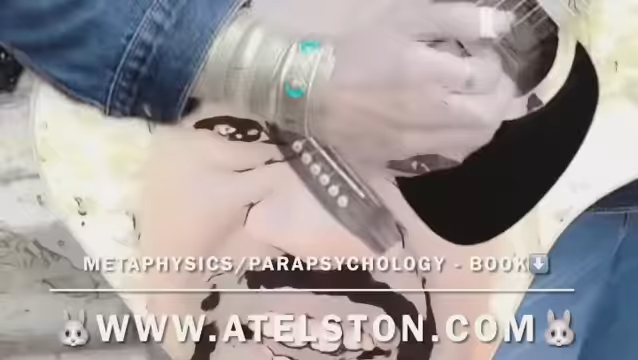 METAPHYSICS/PARAPSYCHOLOGY - BOOK⬇️
🐰WWW.ATELSTON.COM🐰